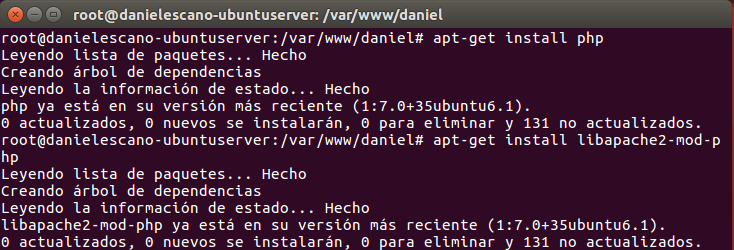 root@danielescano-ubuntuserver: /var/www/daniel
root@danielescano-ubuntuserver:/var/www/daniel# apt-get install php
Leyendo lista de paquetes... Hecho
Creando árbol de dependencias
Leyendo la información de estado... Hecho
php ya está en su versión más reciente (1:7.0+35ubuntu6.1).
0 actualizados, 0 nuevos se instalarán, 0 para eliminar y 131 no actualizados.
root@danielescano-ubuntuserver:/var/www/daniel# apt-get install libapache2-mod-p
hp
Leyendo lista de paquetes... Hecho
Creando árbol de dependencias
Leyendo la información de estado... Hecho
libapache2-mod-php ya está en su versión más reciente (1:7.0+35ubuntu6.1).
0 actualizados, 0 nuevos se instalarán, 0 para eliminar y 131 no actualizados.